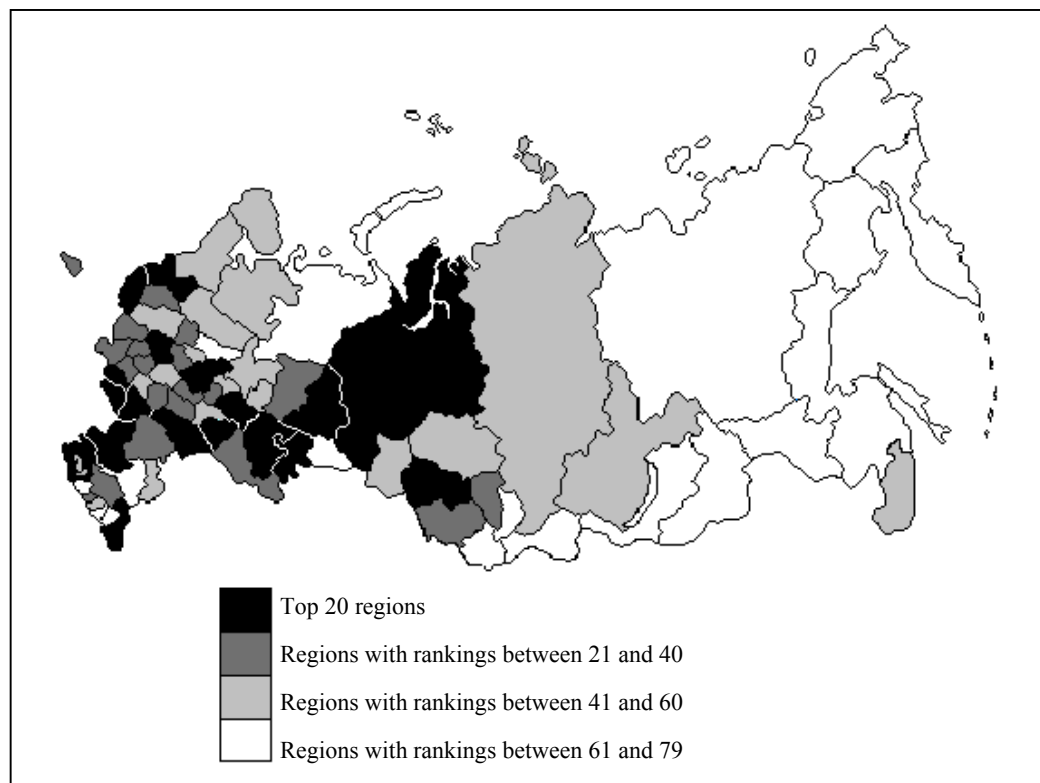 Top 20 regions
Regions with rankings between 21 and 40
Regions with rankings between 41 and 60
Regions with rankings between 61 and 79